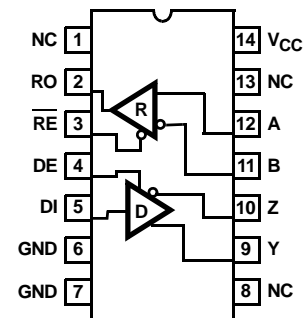 NC 1 14 VCC
RO 2 13 NC
R
RE 3 12 A
DE 4 11 B
DI 5 10 Z
D
GND 6 9 Y
GND 7 8 NC